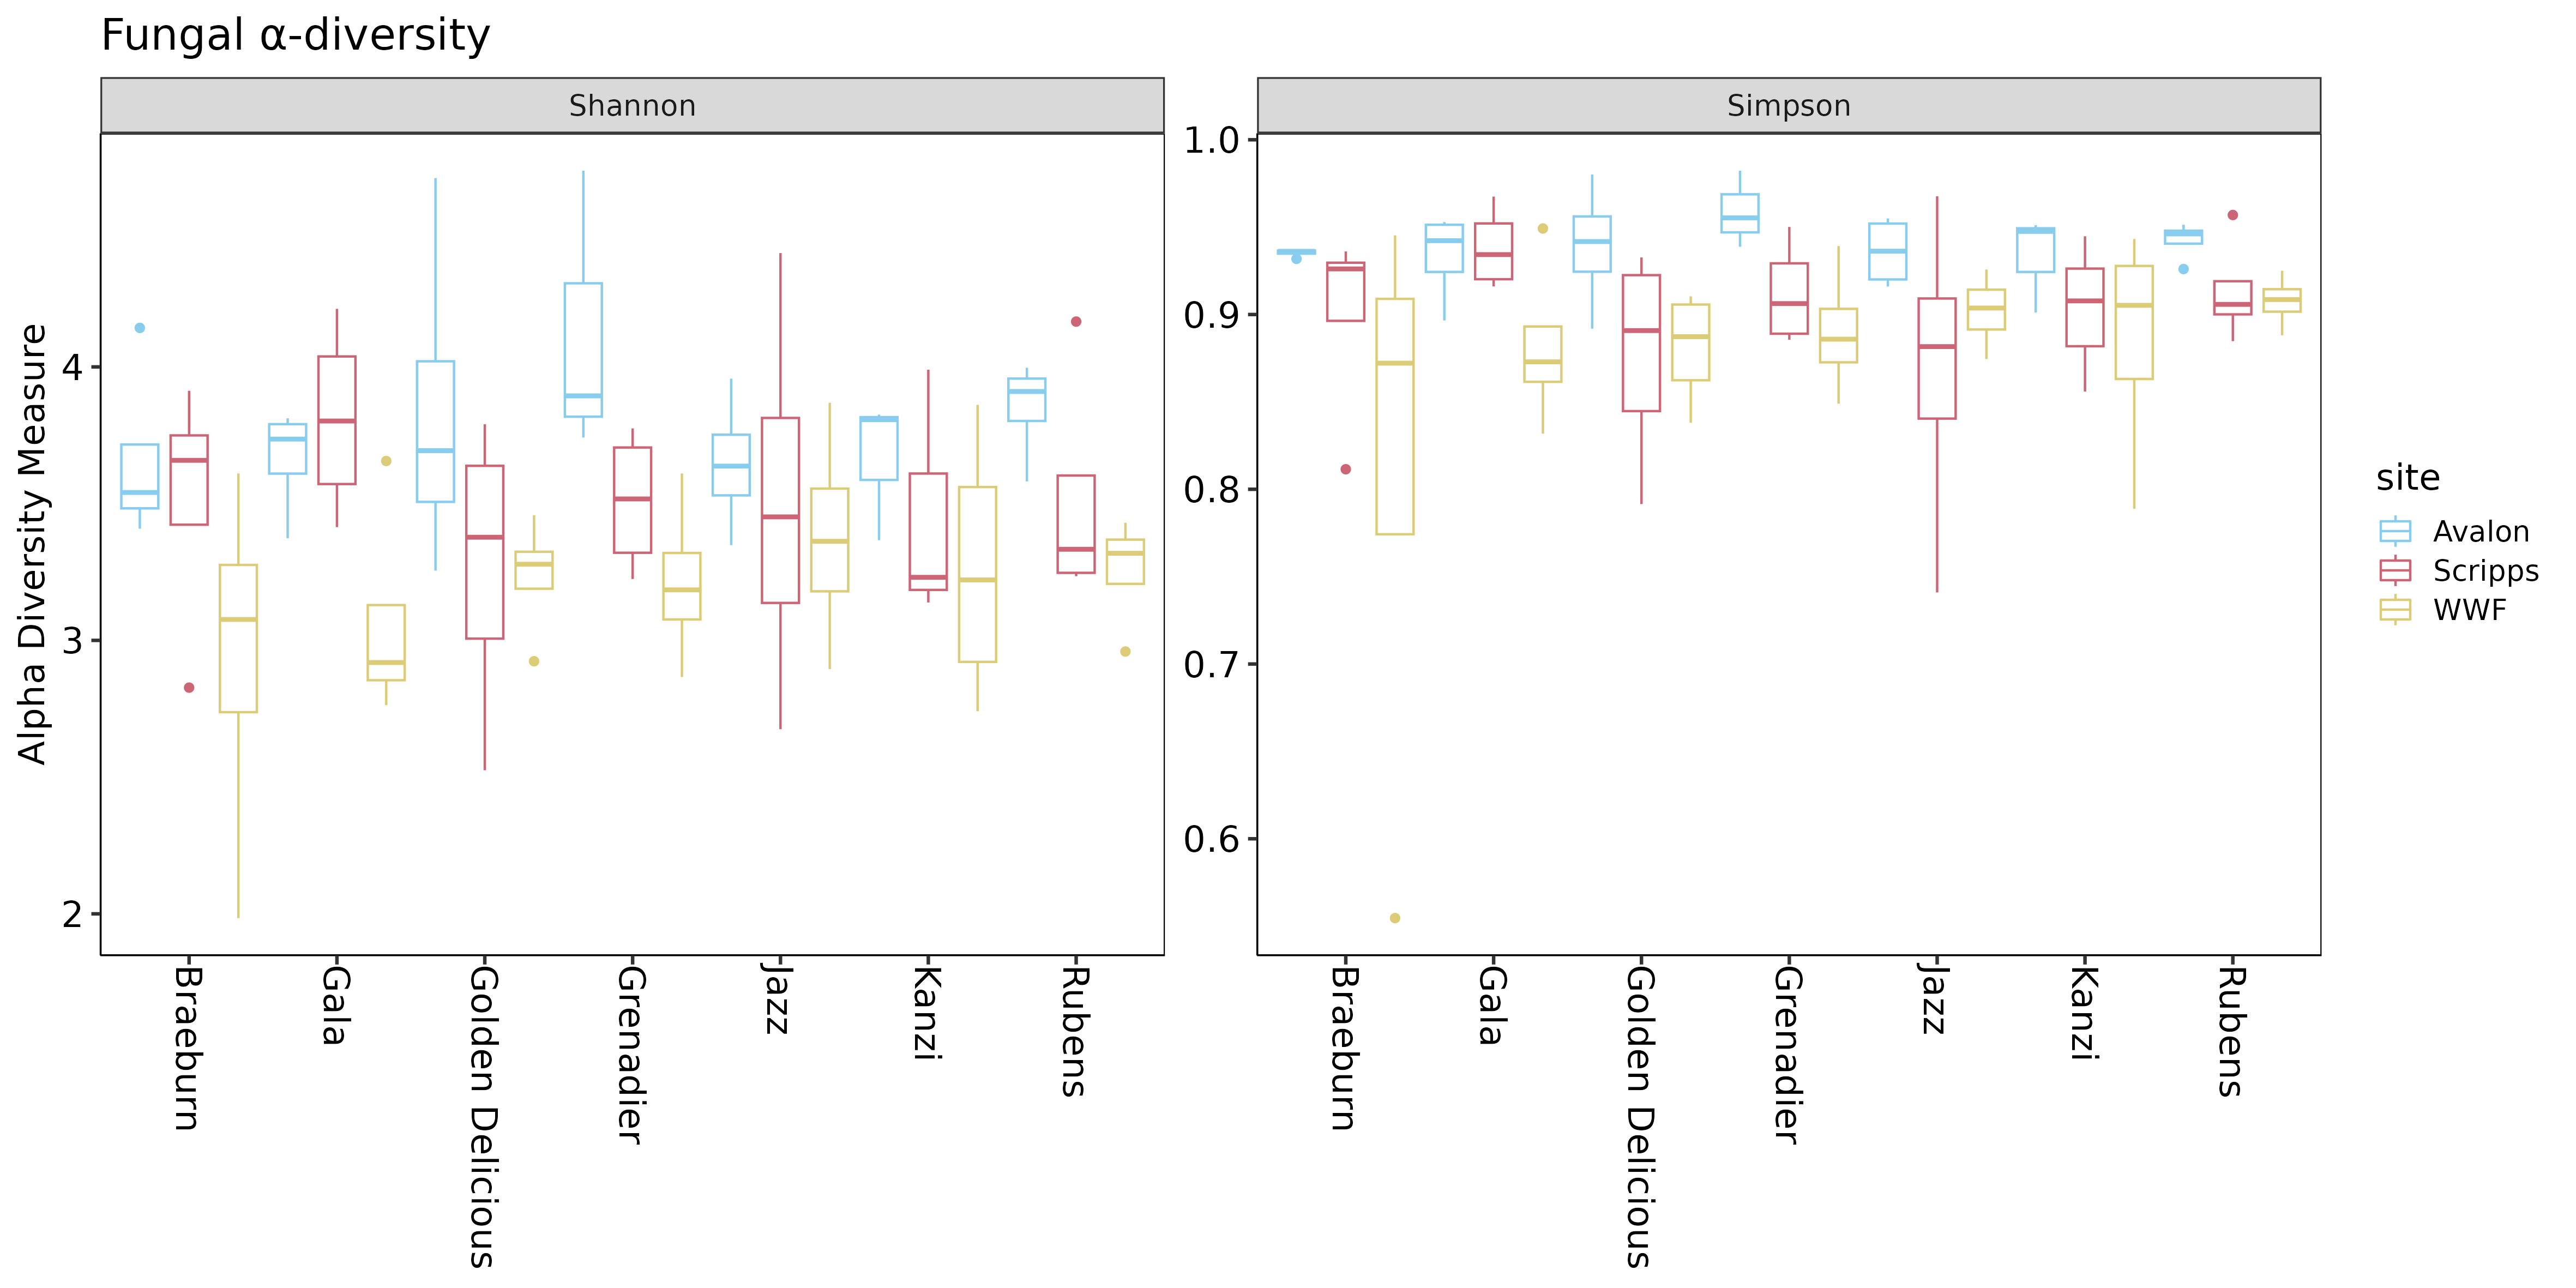 Fungal α-diversity
Shannon
Simpson
Alpha Diversity Measure
4
3
2
1.0
0.9
0.8
0.7
0.6
Braeburn
Gala
Golden Delicious
Grenadier
Jazz
Kanzi
Rubens
Braeburn
Gala
Golden Delicious
Grenadier
Jazz
Kanzi
Rubens
site
Avalon
Scripps
WWF